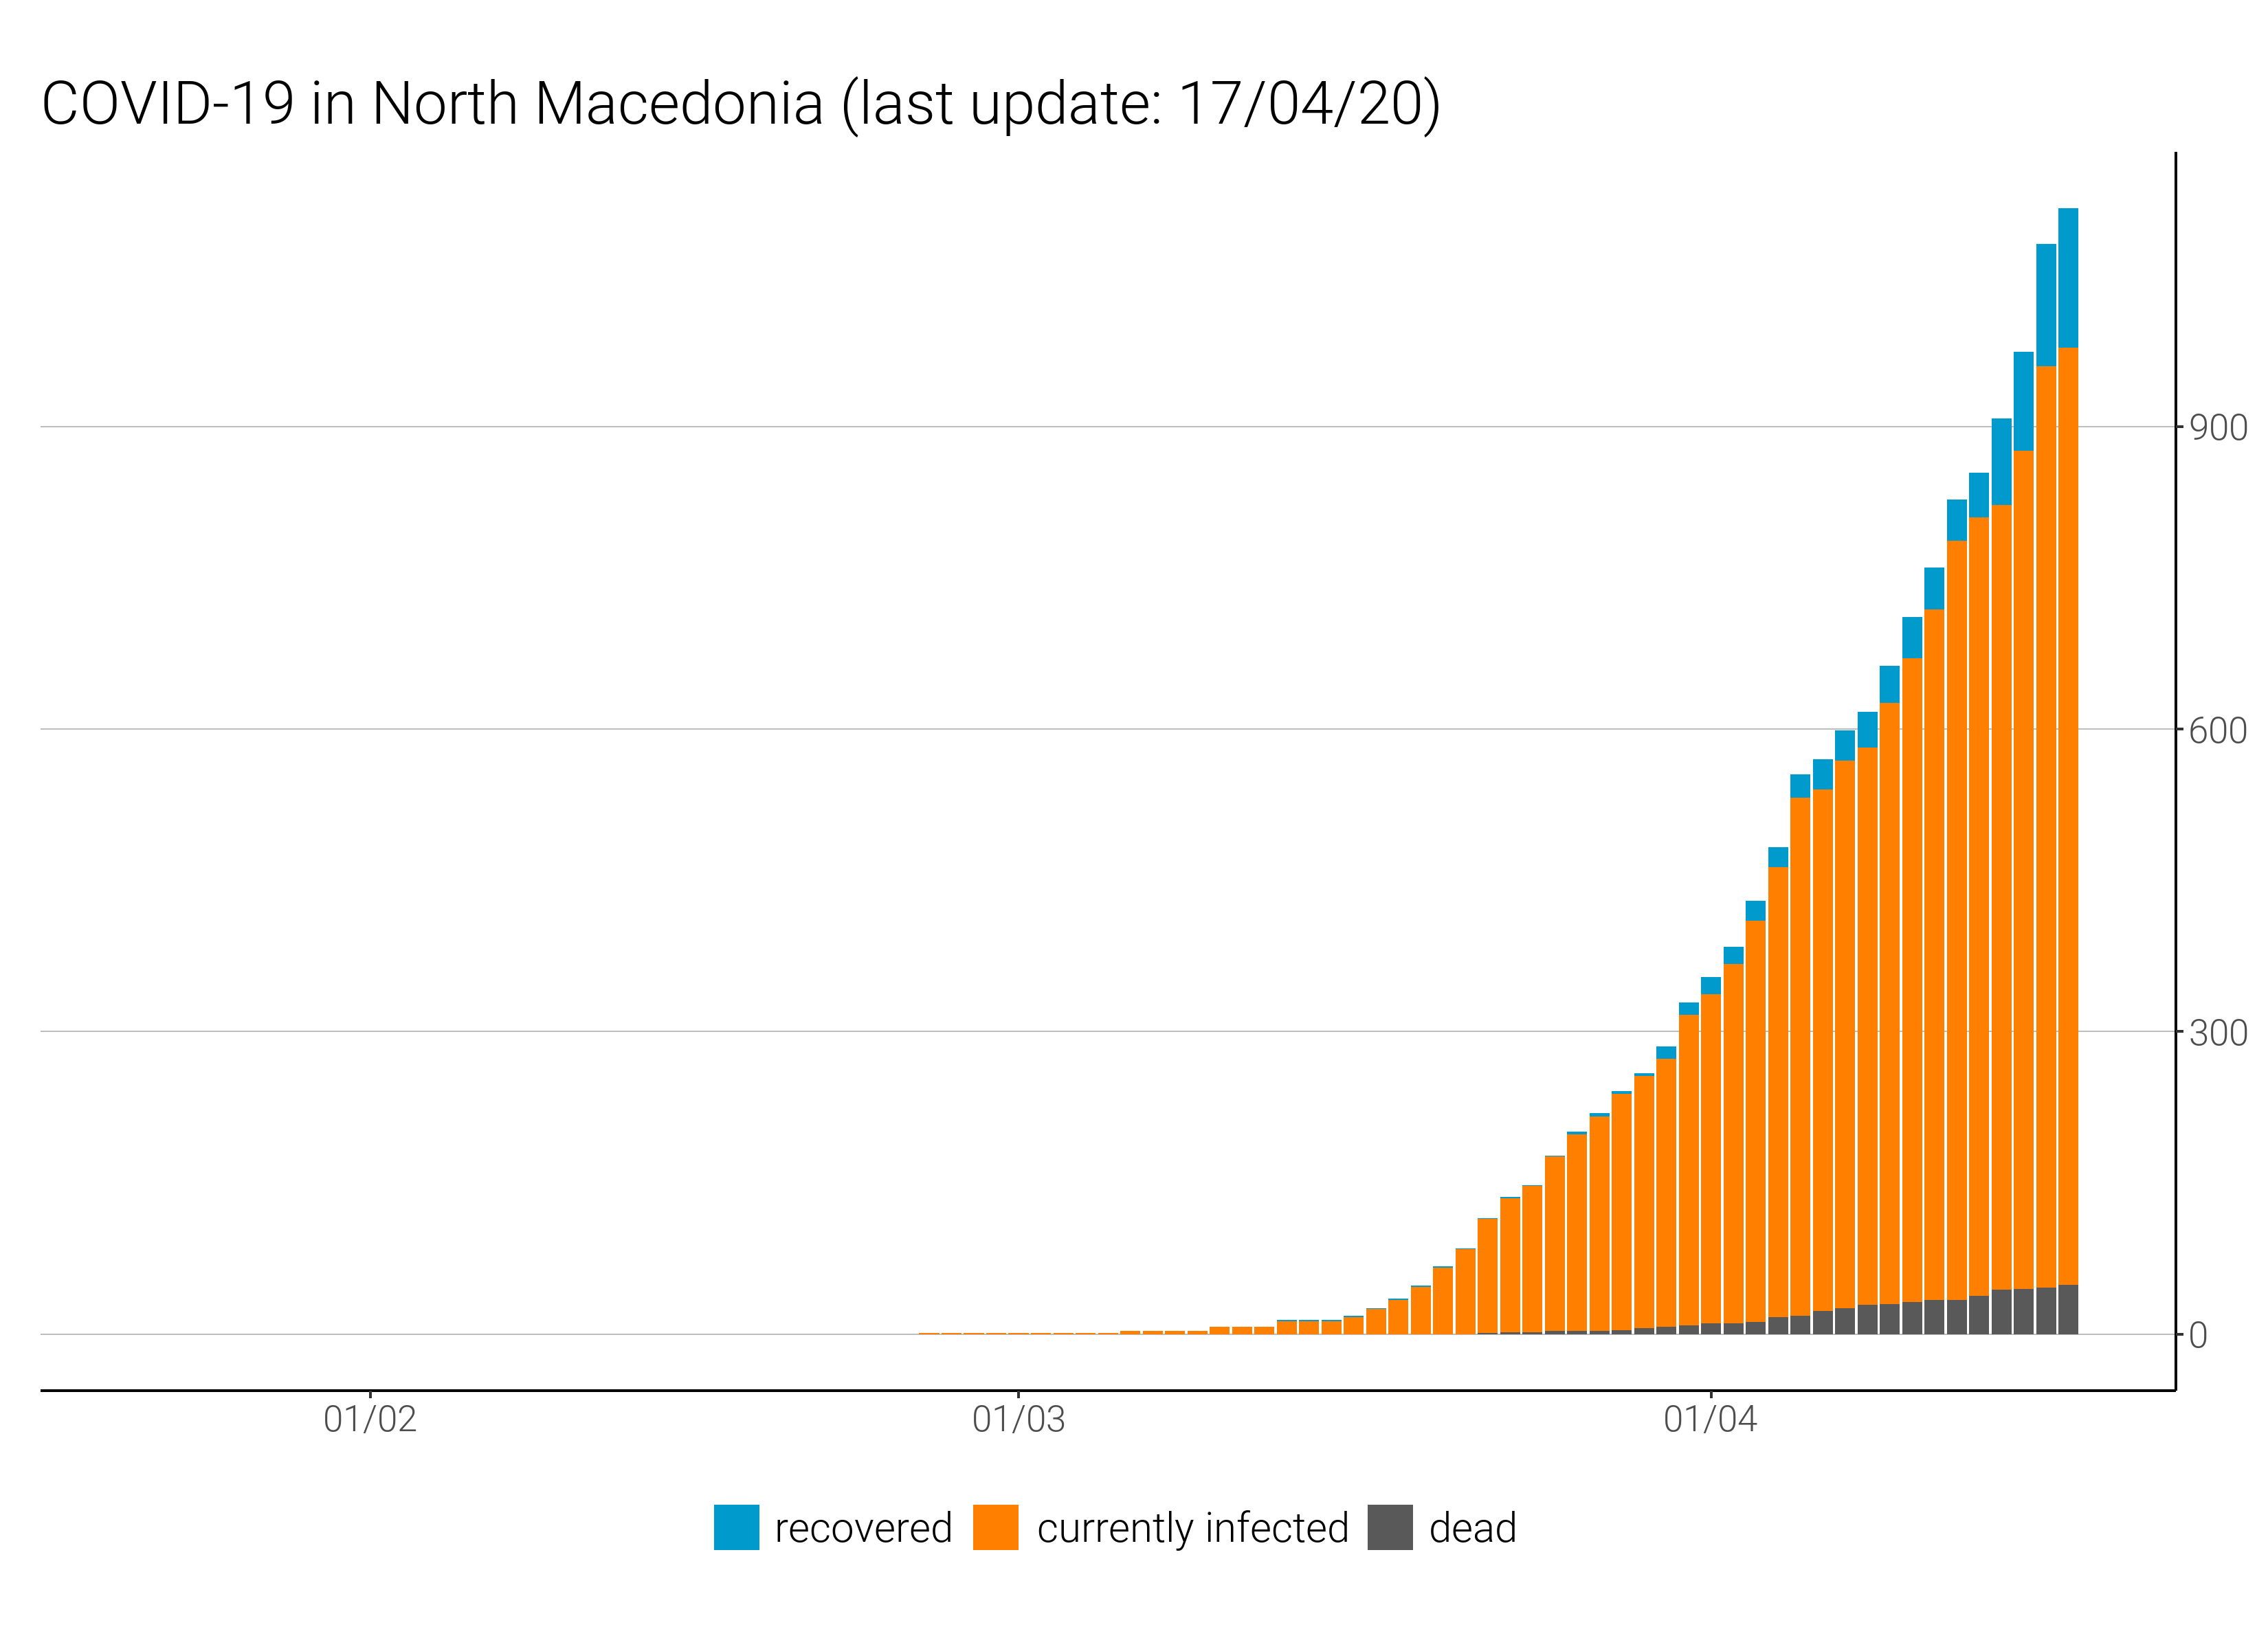 COVID-19 in North Macedonia (last update: 17/04/20)
900
600
300
0
01/02 01/03 01/04
recovered currently infected dead